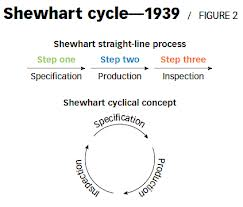 Shewhart cycle—1939 / FIGURE 2
Shewhart straight-line process
Step one Step two Step three
Specification Production Inspection
Shewhart cyclical concept
Specification
Production
Inspection